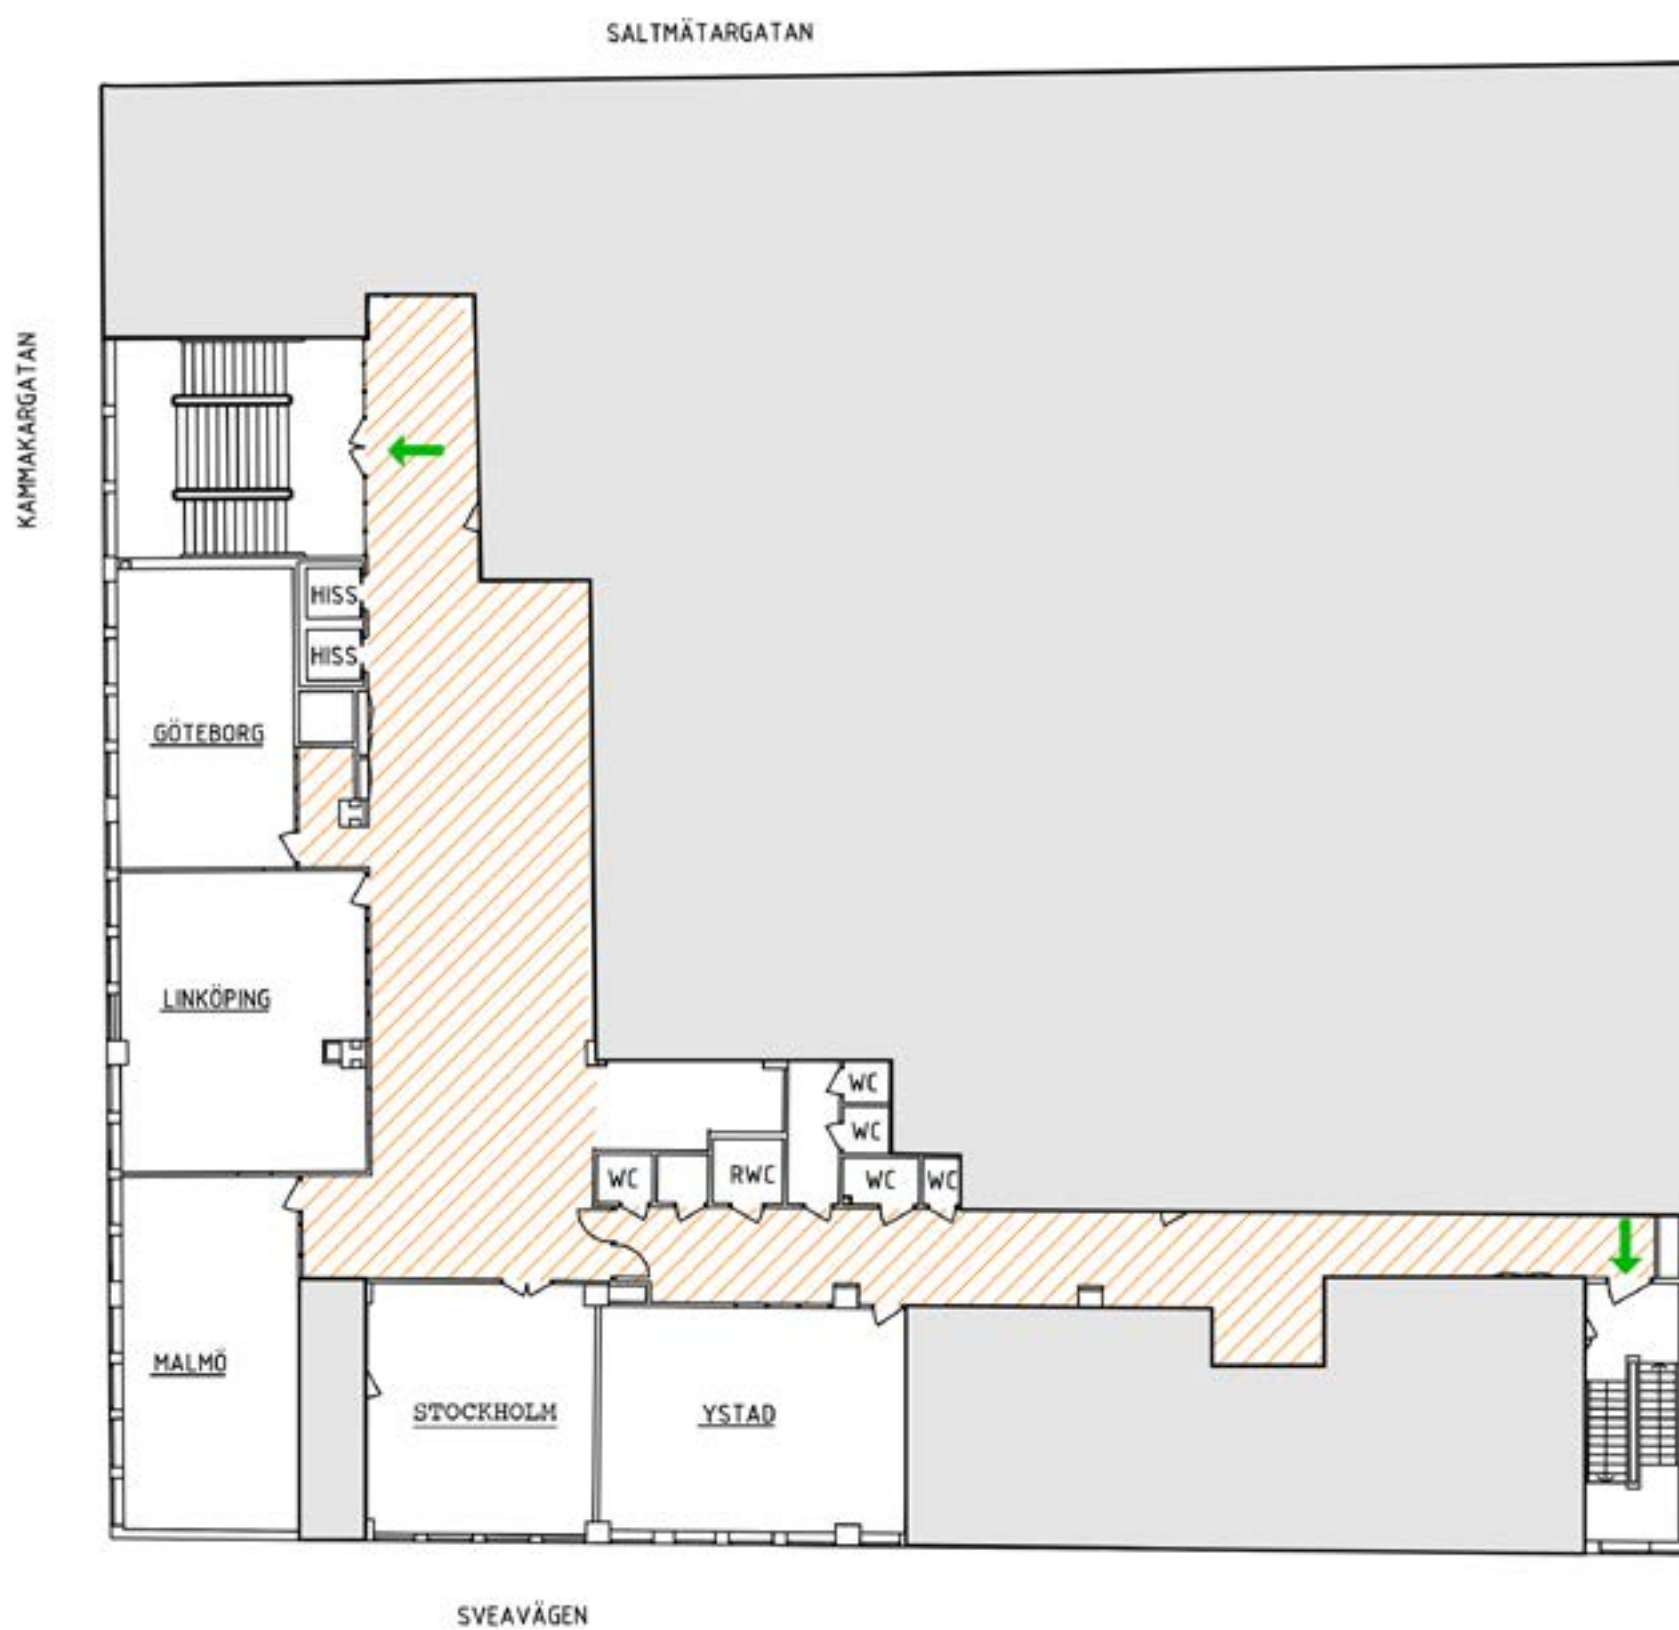 SALTMÄTARGATAN
KAMMAKARGATAN
HISS
HISS
GÖTEBORG
LINKÖPING
WC
WC
WC
RWC
WC
WC
MALMÖ
STOCKHOLM
YSTAD
SVEAVÄGEN